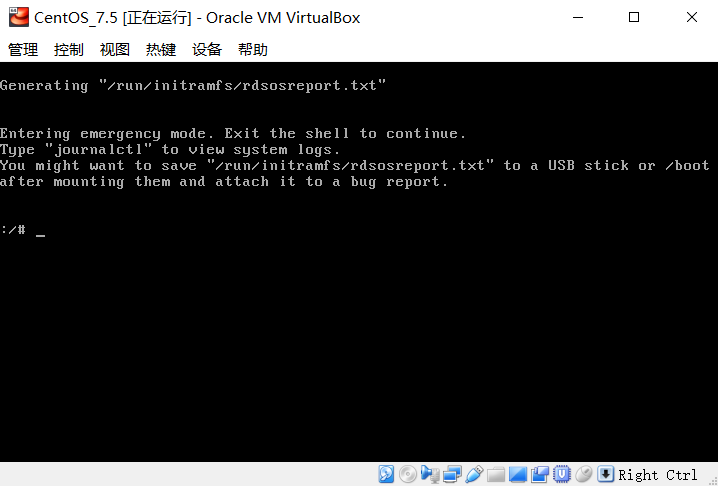 CentOS_7.5 [正在运行] - Oracle VM VirtualBox
管理 控制 视图 热键 设备 帮助
Generating "/run/initramfs/rdsosreport.txt"
Entering emergency mode. Exit the shell to continue.
Type "journalctl" to view system logs.
You might want to save "/run/initramfs/rdsosreport.txt" to a USB stick or /boot
after mounting them and attach it to a bug report.
:/# _
Right Ctrl